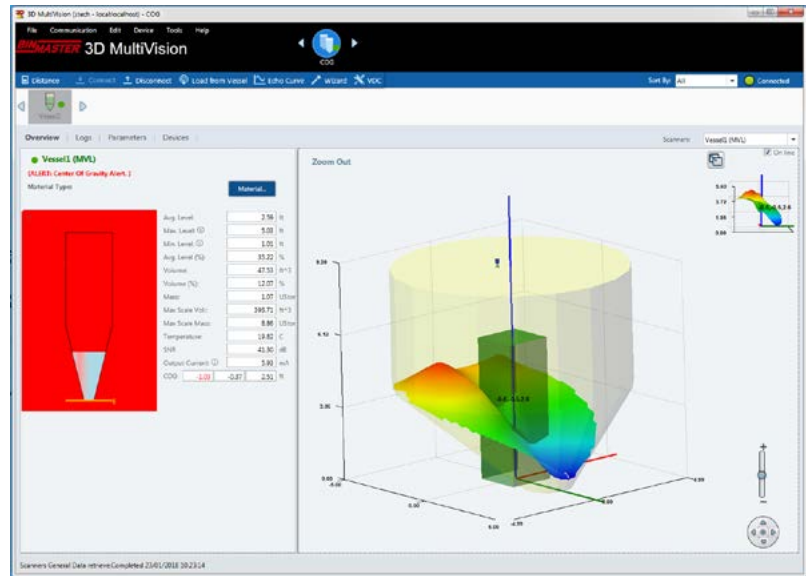 3D MultiVision (ztech - localhost) - COG
File Communication Edit Device Tools Help
BINMASTER 3D MultiVision
COG
Distance Connect Disconnect Load from Vessel Echo Curve Wizard VDC
Sort By: All Connected
Vessel1
Overview Logs Parameters Devices
Scanners Vessel1 (MVL)
Vessel1 (MVL)
(ALERT: Center Of Gravity Alert. )
Material Type: Material...
Zoom Out
On line
Avg. Level 2.56 ft
Max. Level 5.03 ft
Min. Level 1.01 ft
Avg. Level (%) 35.22 %
Volume 47.53 ft^3
Volume (%) 12.07 %
Mass 1.07 USton
Max Scale Vol: 393.71 ft^3
Max Scale Mass 8.86 USton
Temperature 19.82 C
SNR 41.30 dB
Output Current 5.93 mA
COG: -1.03 -0.87 2.51 ft
Scanners General Data retrieve:Completed 23/01/2018 10:23:14